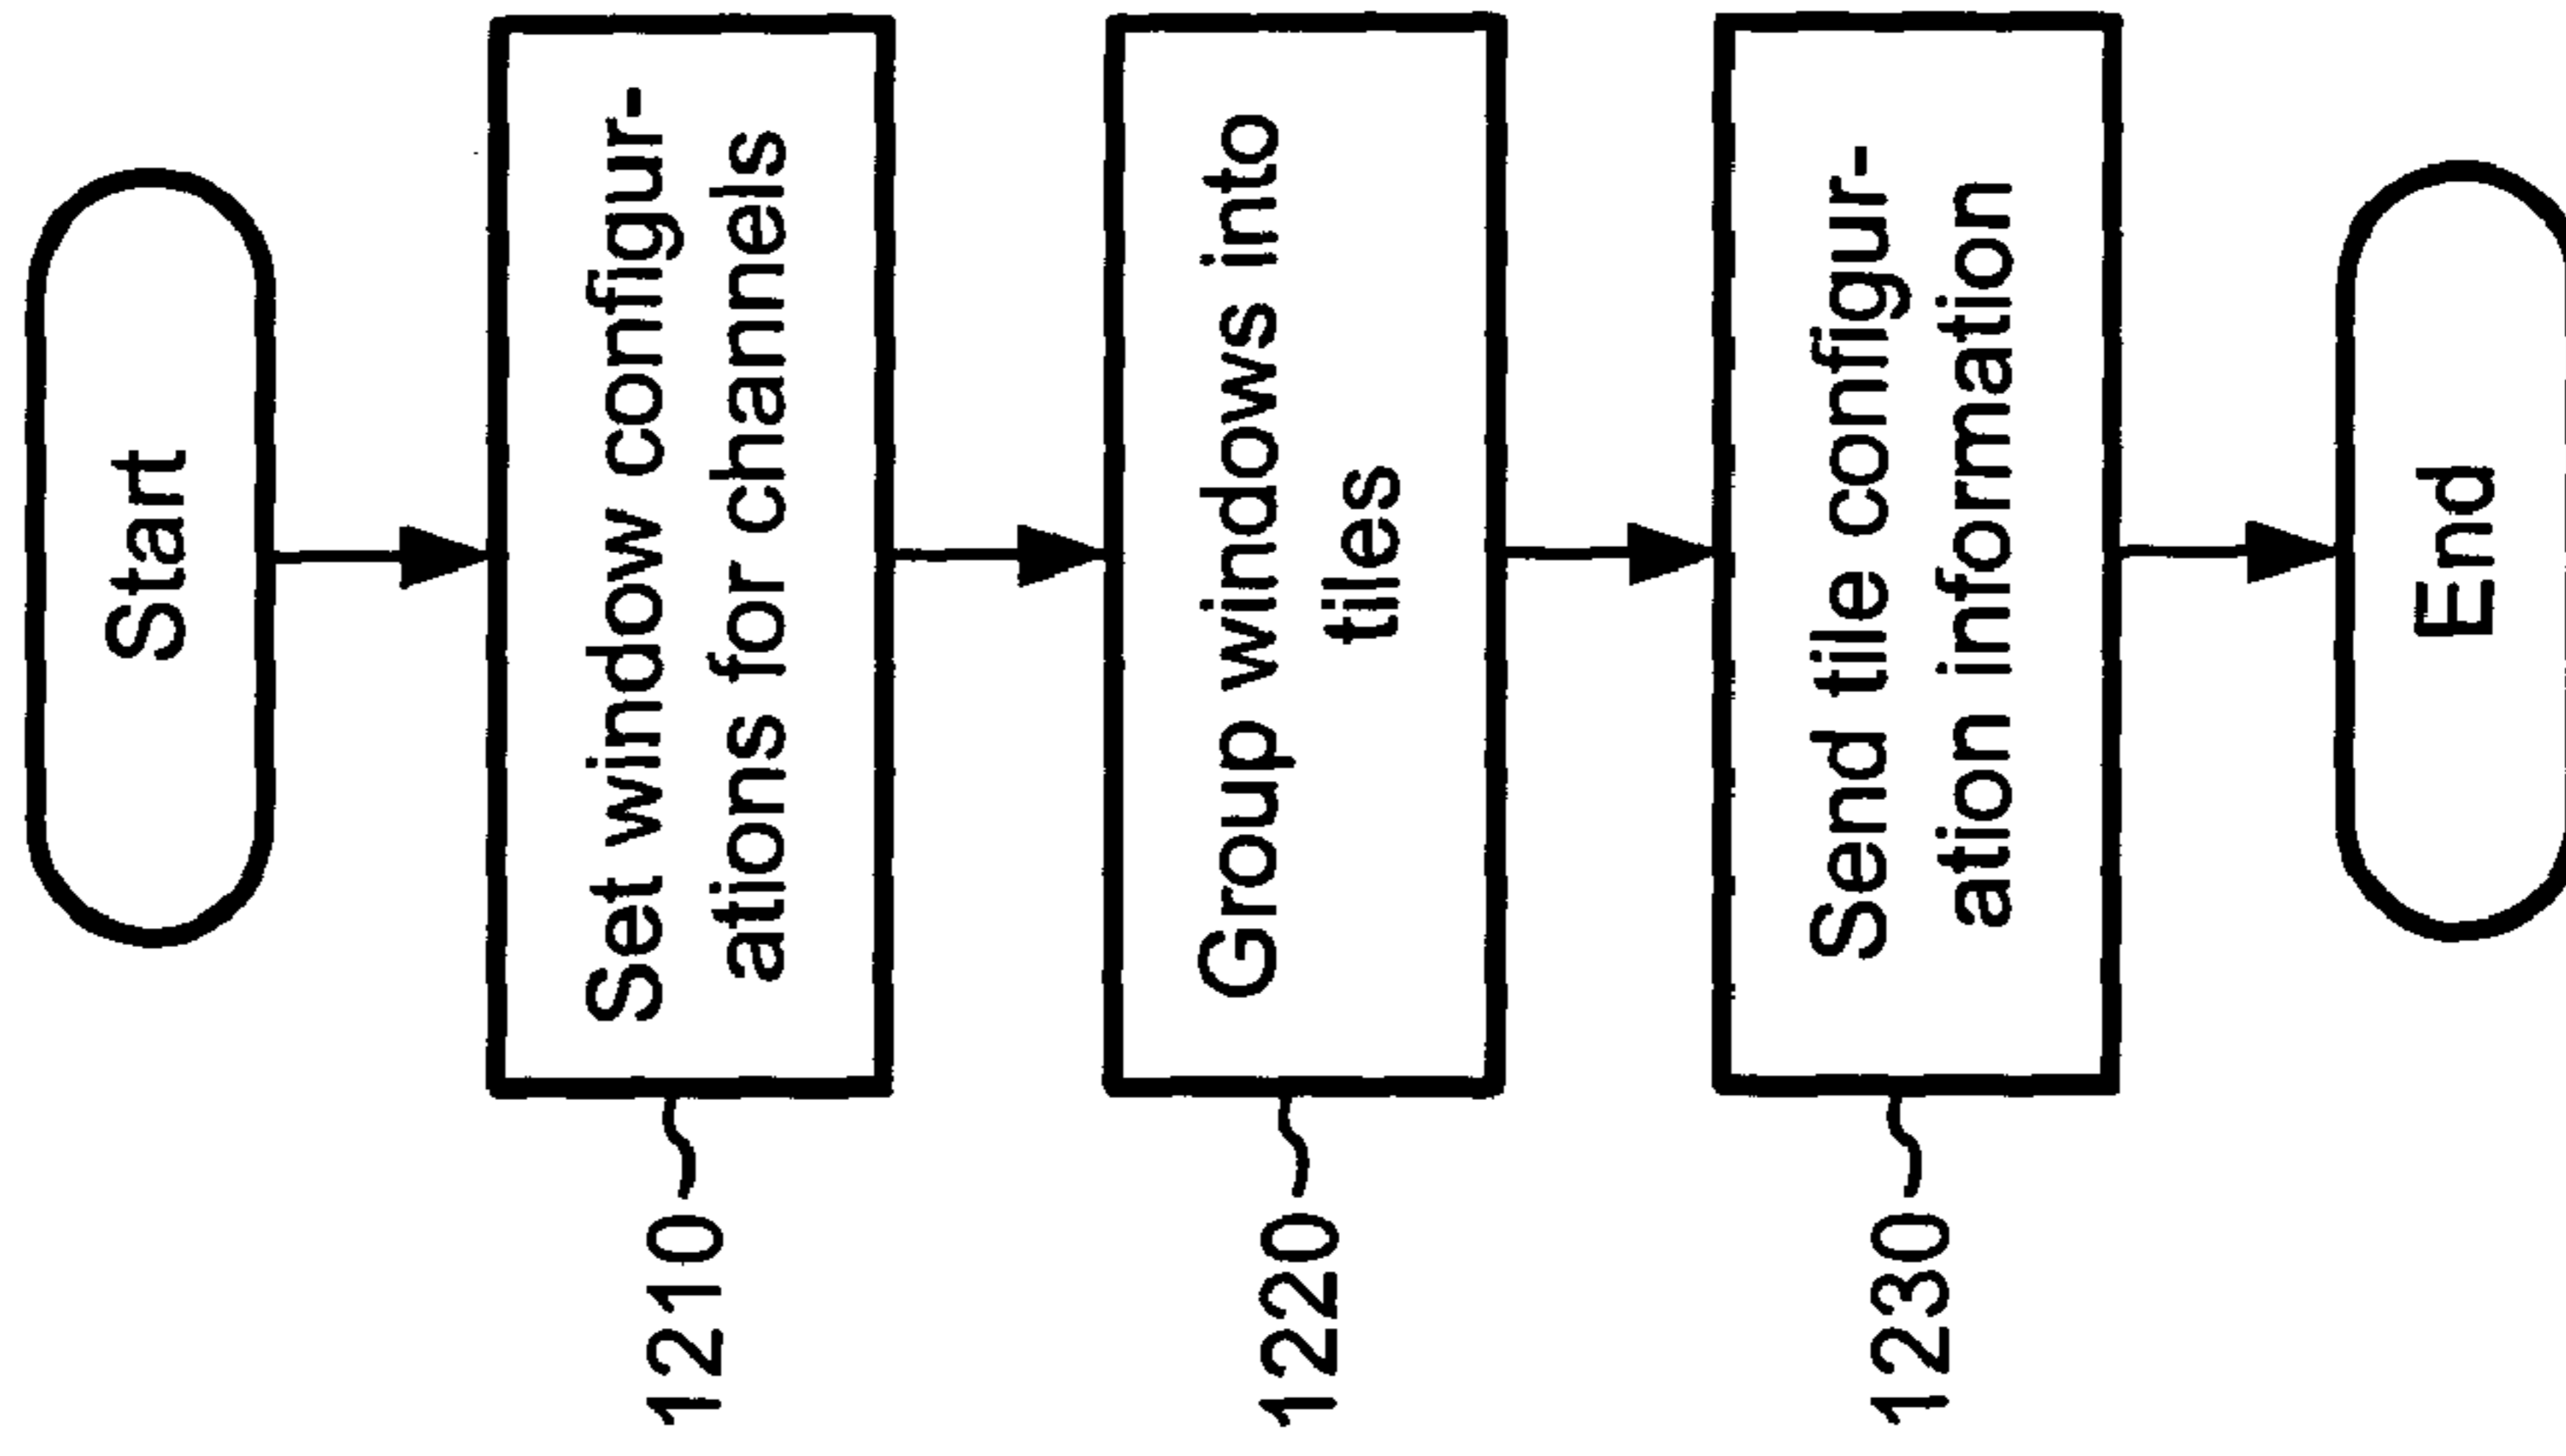 Start
1210
Set window configur-
ations for channels
1220
Group windows into
tiles
1230
Send tile configur-
ation information
End